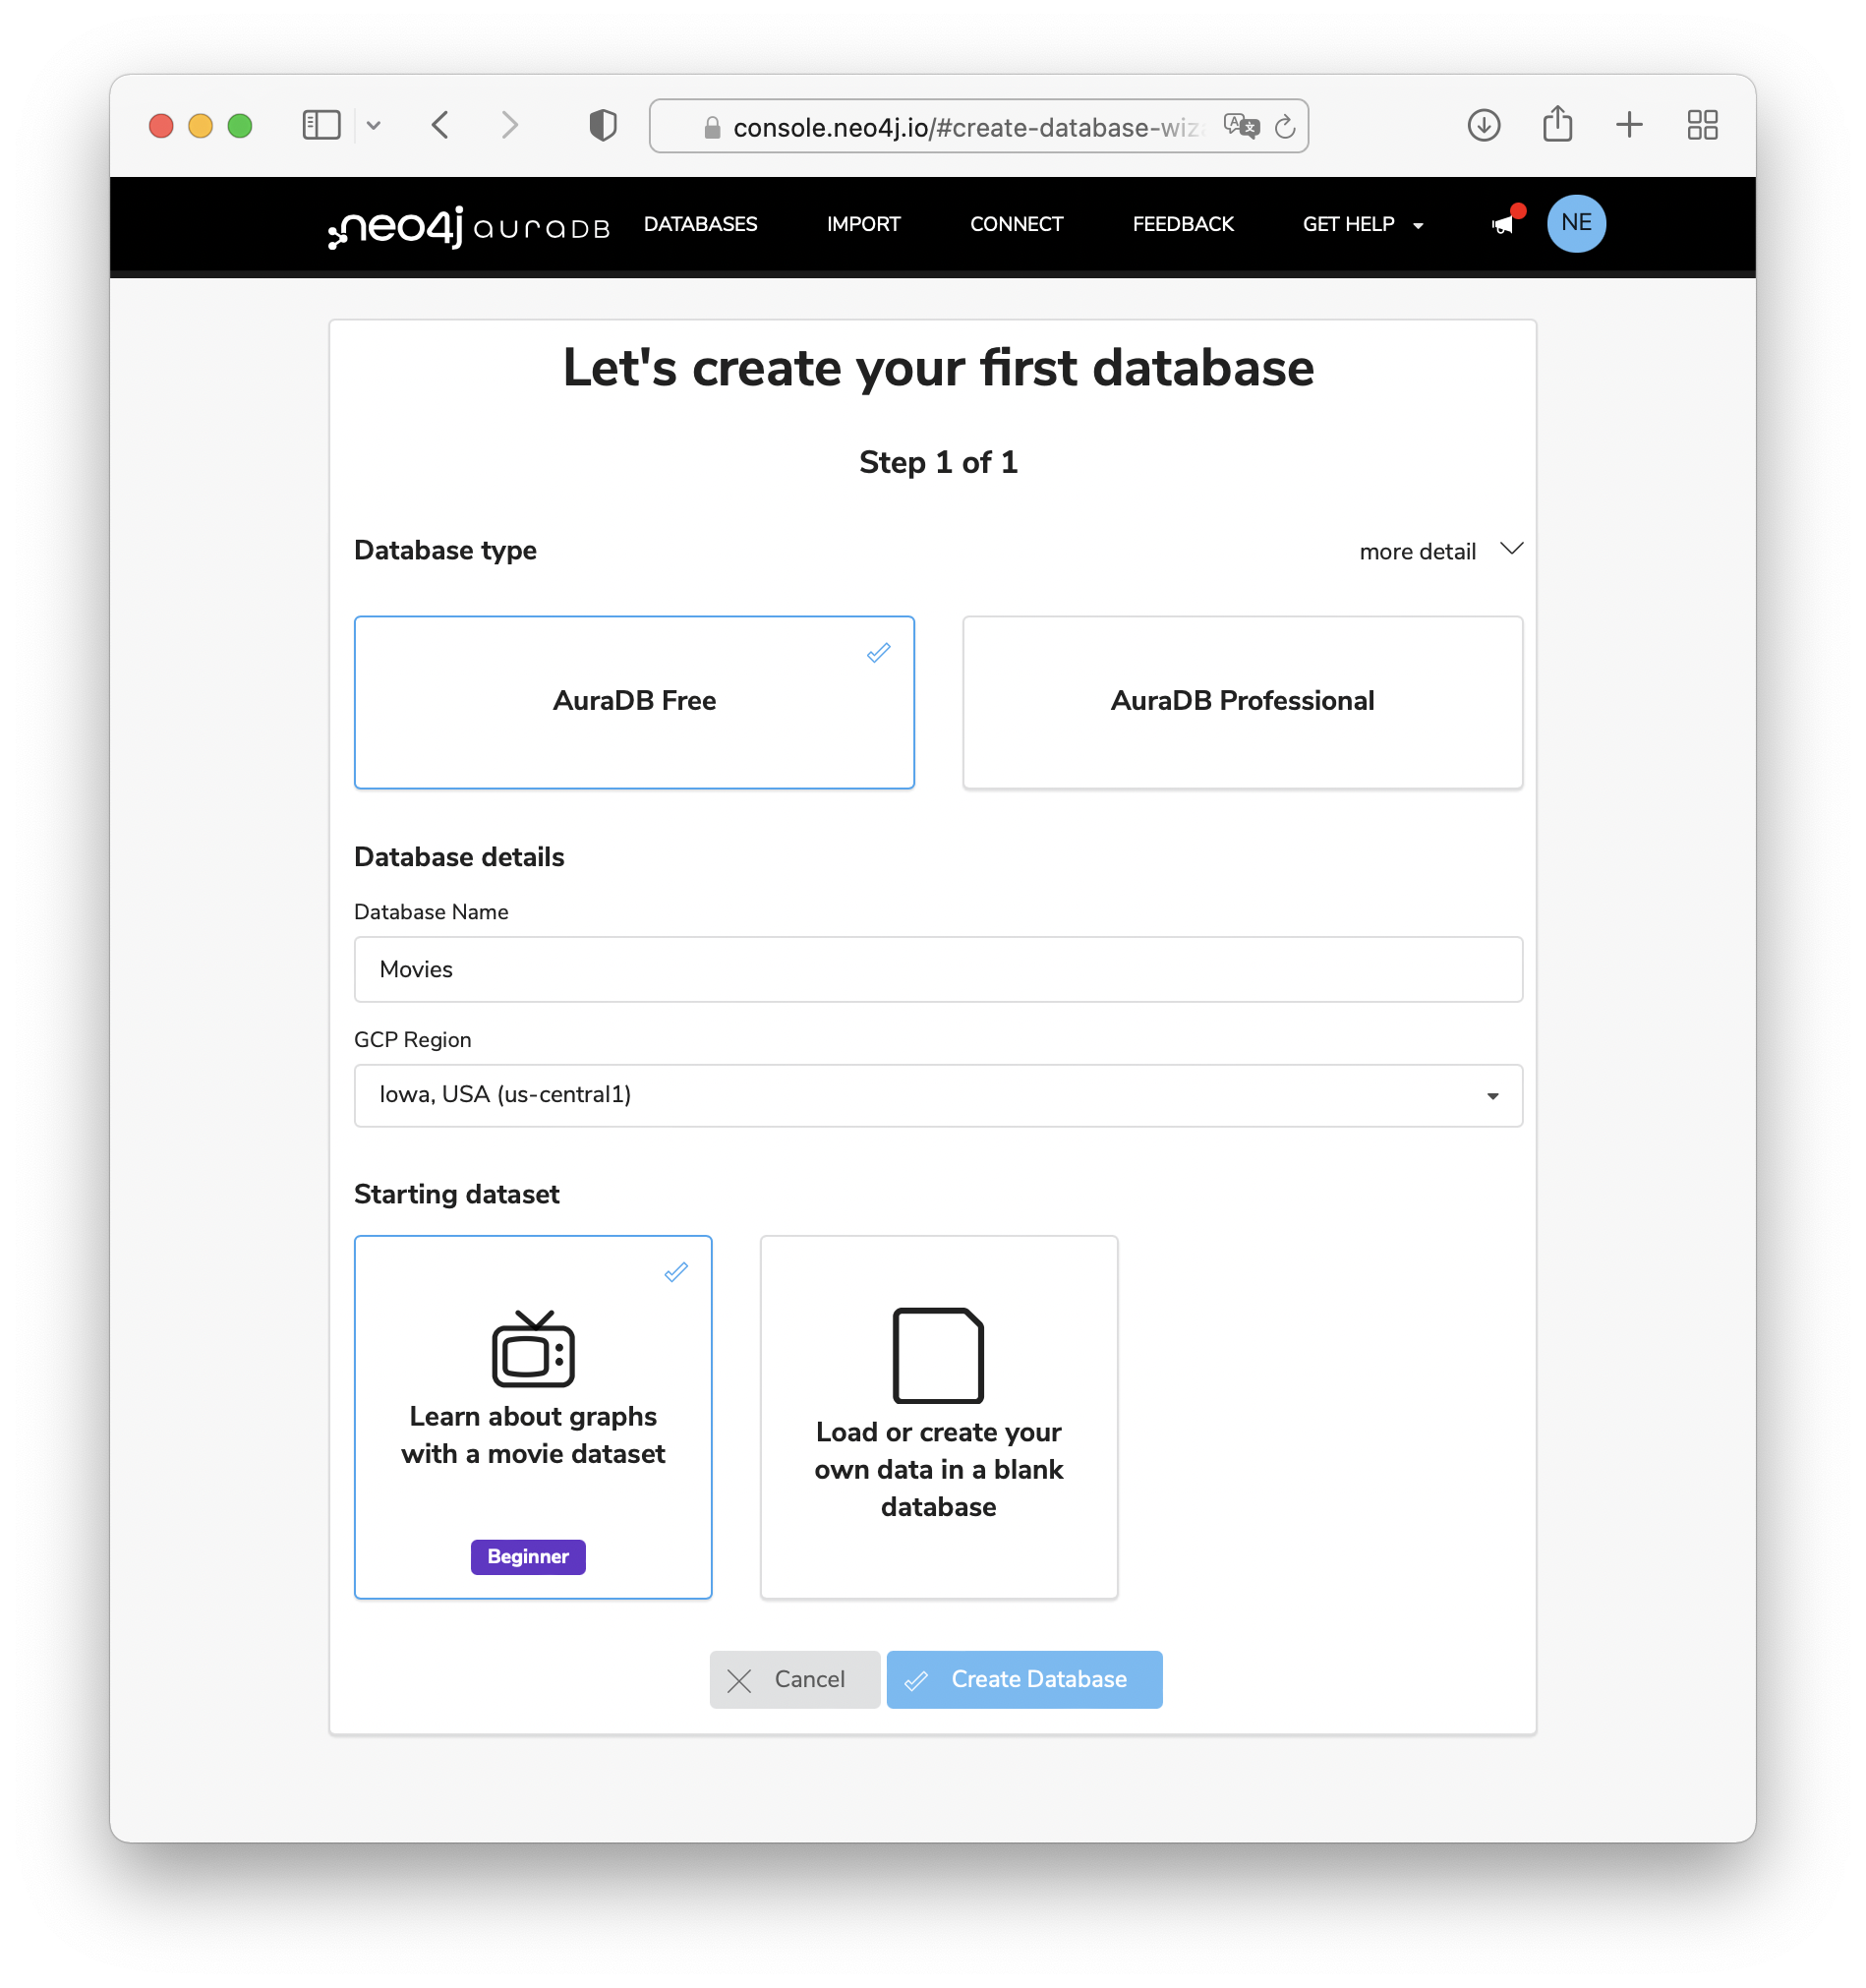 console.neo4j.io/#create-database-wiz
neo4j auraDB DATABASES IMPORT CONNECT FEEDBACK GET HELP NE
Let's create your first database
Step 1 of 1
Database type more detail
AuraDB Free AuraDB Professional
Database details
Database Name
Movies
GCP Region
Iowa, USA (us-central1)
Starting dataset
Learn about graphs
with a movie dataset
Beginner
Load or create your
own data in a blank
database
Cancel Create Database